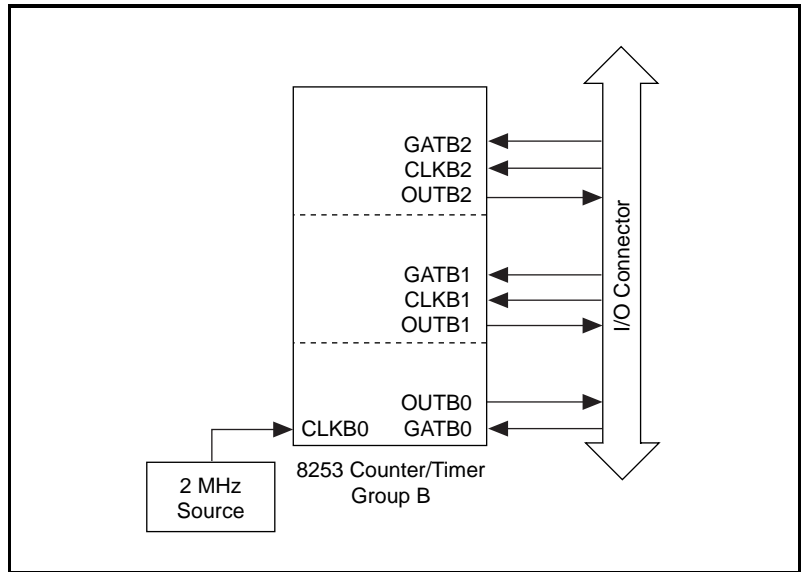 GATB2
CLKB2
OUTB2
GATB1
CLKB1
OUTB1
OUTB0
CLKB0 GATB0
I/O Connector
2 MHz
Source
8253 Counter/Timer
Group B